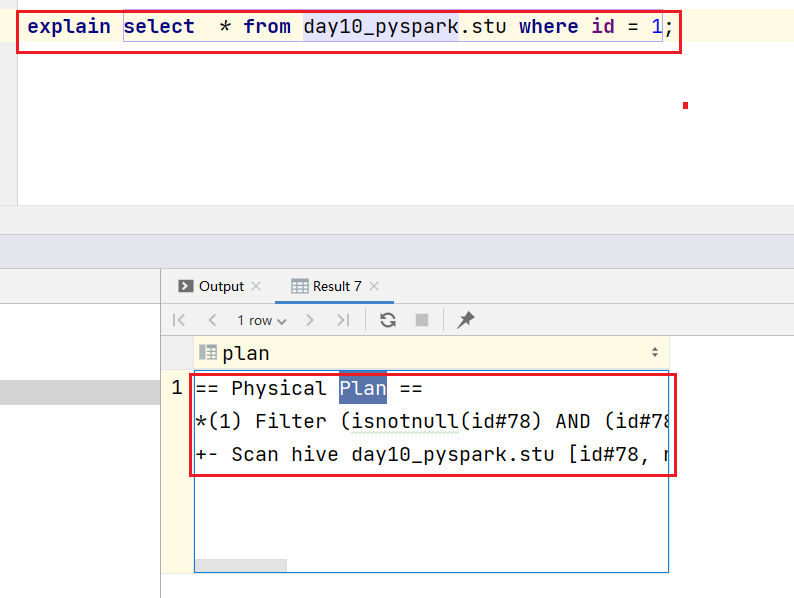 explain select * from day10_pyspark.stu where id = 1;
Output Result 7
1 row
plan
1 == Physical Plan ==
*(1) Filter (isnotnull(id#78) AND (id#78
+- Scan hive day10_pyspark.stu [id#78,